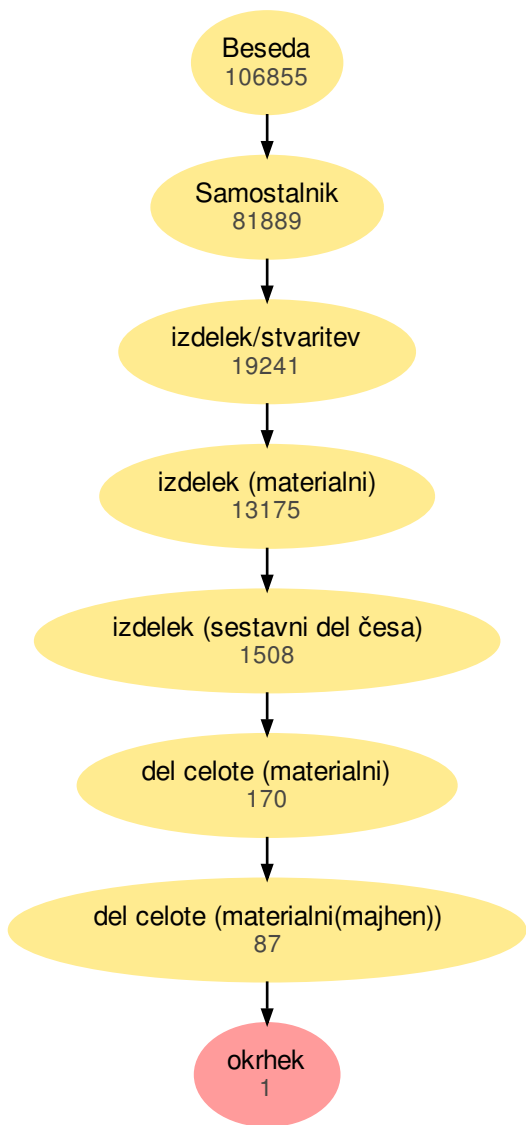 Beseda
106855
Samostalnik
81889
izdelek/stvaritev
19241
izdelek (materialni)
13175
izdelek (sestavni del česa)
1508
del celote (materialni)
170
del celote (materialni(majhen))
87
okrhek
1